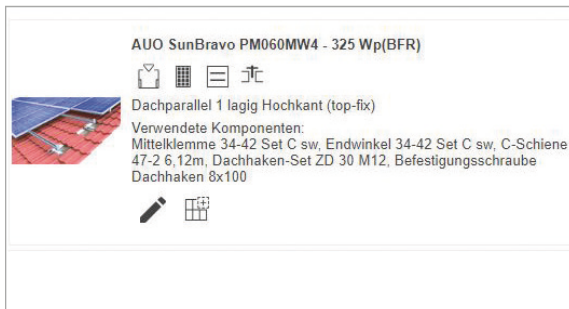 AUO SunBravo PM060MW4 - 325 Wp(BFR)
Dachparallel 1 lagig Hochkant (top-fix)
Verwendete Komponenten:
Mittelklemme 34-42 Set C sw, Endwinkel 34-42 Set C sw, C-Schiene
47-2 6,12m, Dachhaken-Set ZD 30 M12, Befestigungsschraube
Dachhaken 8x100